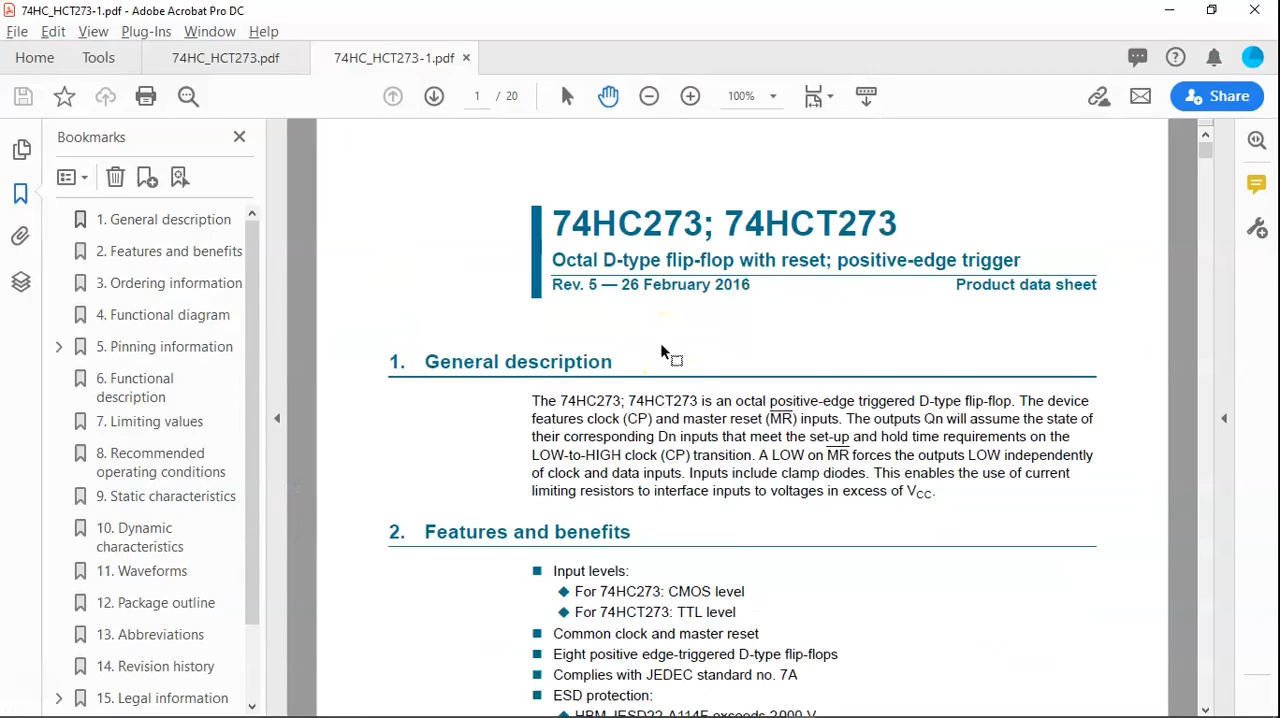 74HC_HCT273-1.pdf - Adobe Acrobat Pro DC
File Edit View Plug-Ins Window Help
Home Tools 74HC_HCT273.pdf 74HC_HCT273-1.pdf ×
1 / 20 100% Share
Bookmarks
1. General description
2. Features and benefits
3. Ordering information
4. Functional diagram
5. Pinning information
6. Functional
description
7. Limiting values
8. Recommended
operating conditions
9. Static characteristics
10. Dynamic
characteristics
11. Waveforms
12. Package outline
13. Abbreviations
14. Revision history
15. Legal information
74HC273; 74HCT273
Octal D-type flip-flop with reset; positive-edge trigger
Rev. 5 — 26 February 2016 Product data sheet
1. General description
The 74HC273; 74HCT273 is an octal positive-edge triggered D-type flip-flop. The device
features clock (CP) and master reset (M̅R̅) inputs. The outputs Qn will assume the state of
their corresponding Dn inputs that meet the set-up and hold time requirements on the
LOW-to-HIGH clock (CP) transition. A LOW on M̅R̅ forces the outputs LOW independently
of clock and data inputs. Inputs include clamp diodes. This enables the use of current
limiting resistors to interface inputs to voltages in excess of VCC.
2. Features and benefits
■ Input levels:
◆ For 74HC273: CMOS level
◆ For 74HCT273: TTL level
■ Common clock and master reset
■ Eight positive edge-triggered D-type flip-flops
■ Complies with JEDEC standard no. 7A
■ ESD protection:
◆ HBM JESD22-A114F exceeds 2000 V